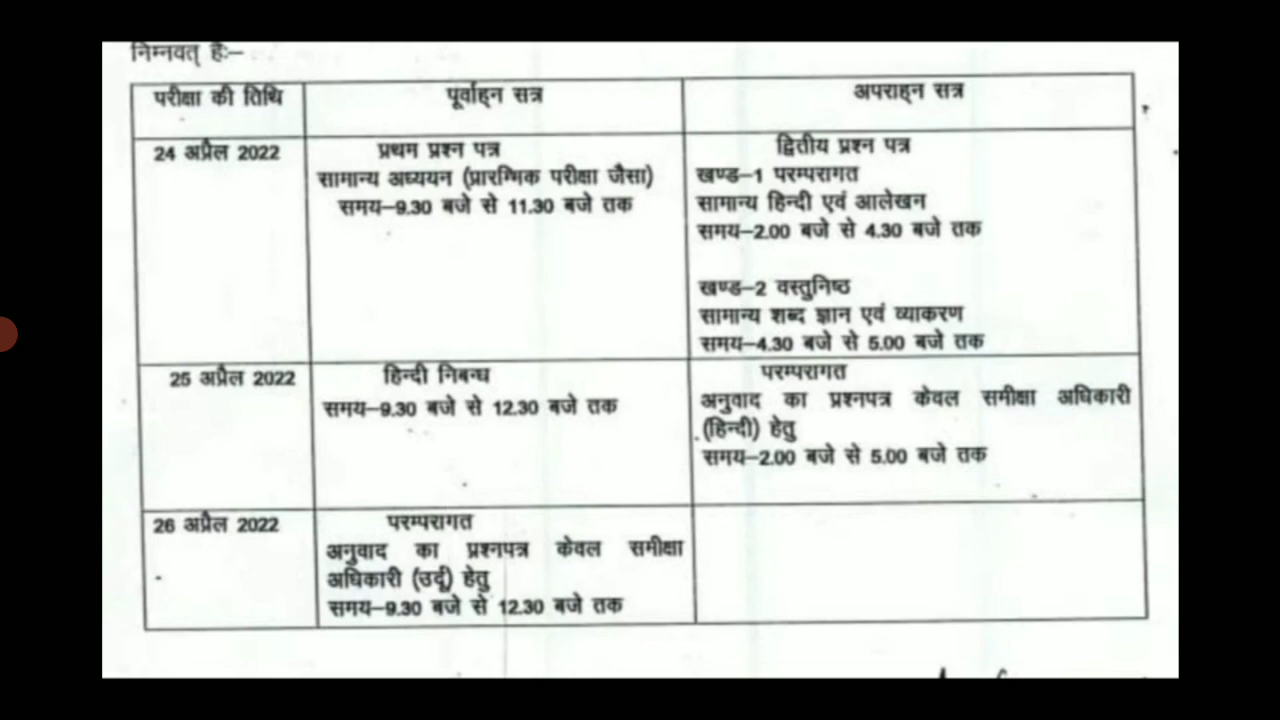 निम्नवत् हैः–
परीक्षा की तिथि
पूर्वाह्न सत्र
अपराह्न सत्र
24 अप्रैल 2022
प्रथम प्रश्न पत्र
सामान्य अध्ययन (प्रारम्भिक परीक्षा जैसा)
समय–9.30 बजे से 11.30 बजे तक
द्वितीय प्रश्न पत्र
खण्ड–1 परम्परागत
सामान्य हिन्दी एवं आलेखन
समय–2.00 बजे से 4.30 बजे तक
खण्ड–2 वस्तुनिष्ठ
सामान्य शब्द ज्ञान एवं व्याकरण
समय–4.30 बजे से 5.00 बजे तक
25 अप्रैल 2022
हिन्दी निबन्ध
समय–9.30 बजे से 12.30 बजे तक
परम्परागत
अनुवाद का प्रश्नपत्र केवल समीक्षा अधिकारी
(हिन्दी) हेतु
समय–2.00 बजे से 5.00 बजे तक
26 अप्रैल 2022
परम्परागत
अनुवाद का प्रश्नपत्र केवल समीक्षा
अधिकारी (उर्दू) हेतु
समय–9.30 बजे से 12.30 बजे तक